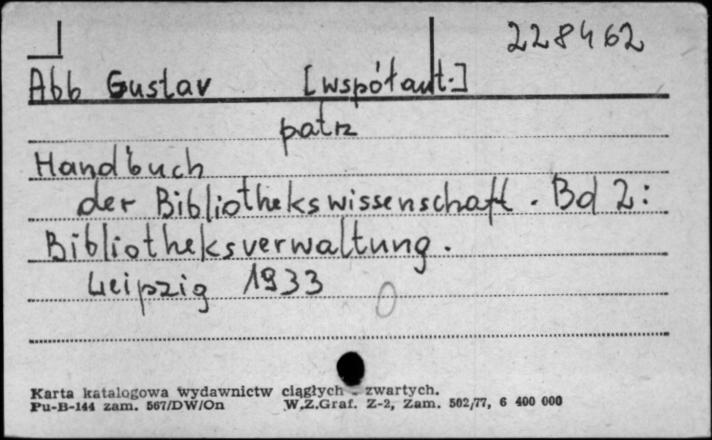 228462
Abb Gustav [współaut.]
patrz
Handbuch
der Bibliothekswissenschaft. Bd 2:
Bibliotheksverwaltung.
Leipzig 1933
0
Karta katalogowa wydawnictw ciągłych - zwartych.
Pu-B-144 zam. 567/DW/On W.Z.Graf. Z-2, Zam. 502/77, 6 400 000